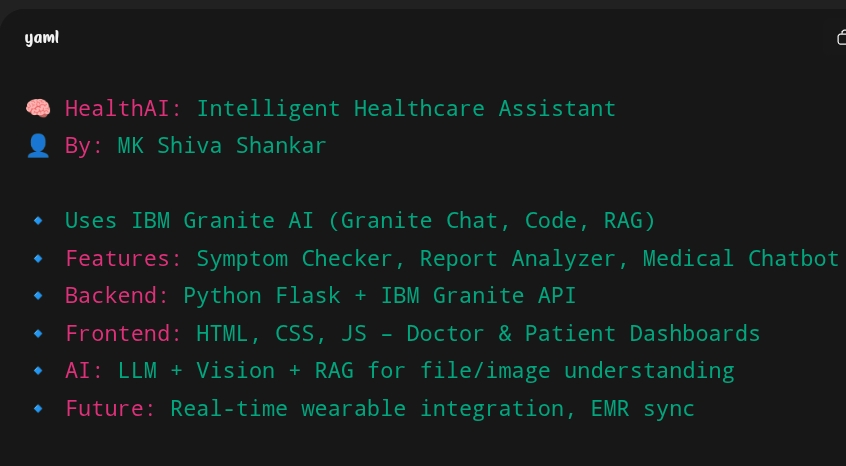 yaml
🧠 HealthAI: Intelligent Healthcare Assistant
👤 By: MK Shiva Shankar
🔹 Uses IBM Granite AI (Granite Chat, Code, RAG)
🔹 Features: Symptom Checker, Report Analyzer, Medical Chatbot
🔹 Backend: Python Flask + IBM Granite API
🔹 Frontend: HTML, CSS, JS – Doctor & Patient Dashboards
🔹 AI: LLM + Vision + RAG for file/image understanding
🔹 Future: Real-time wearable integration, EMR sync